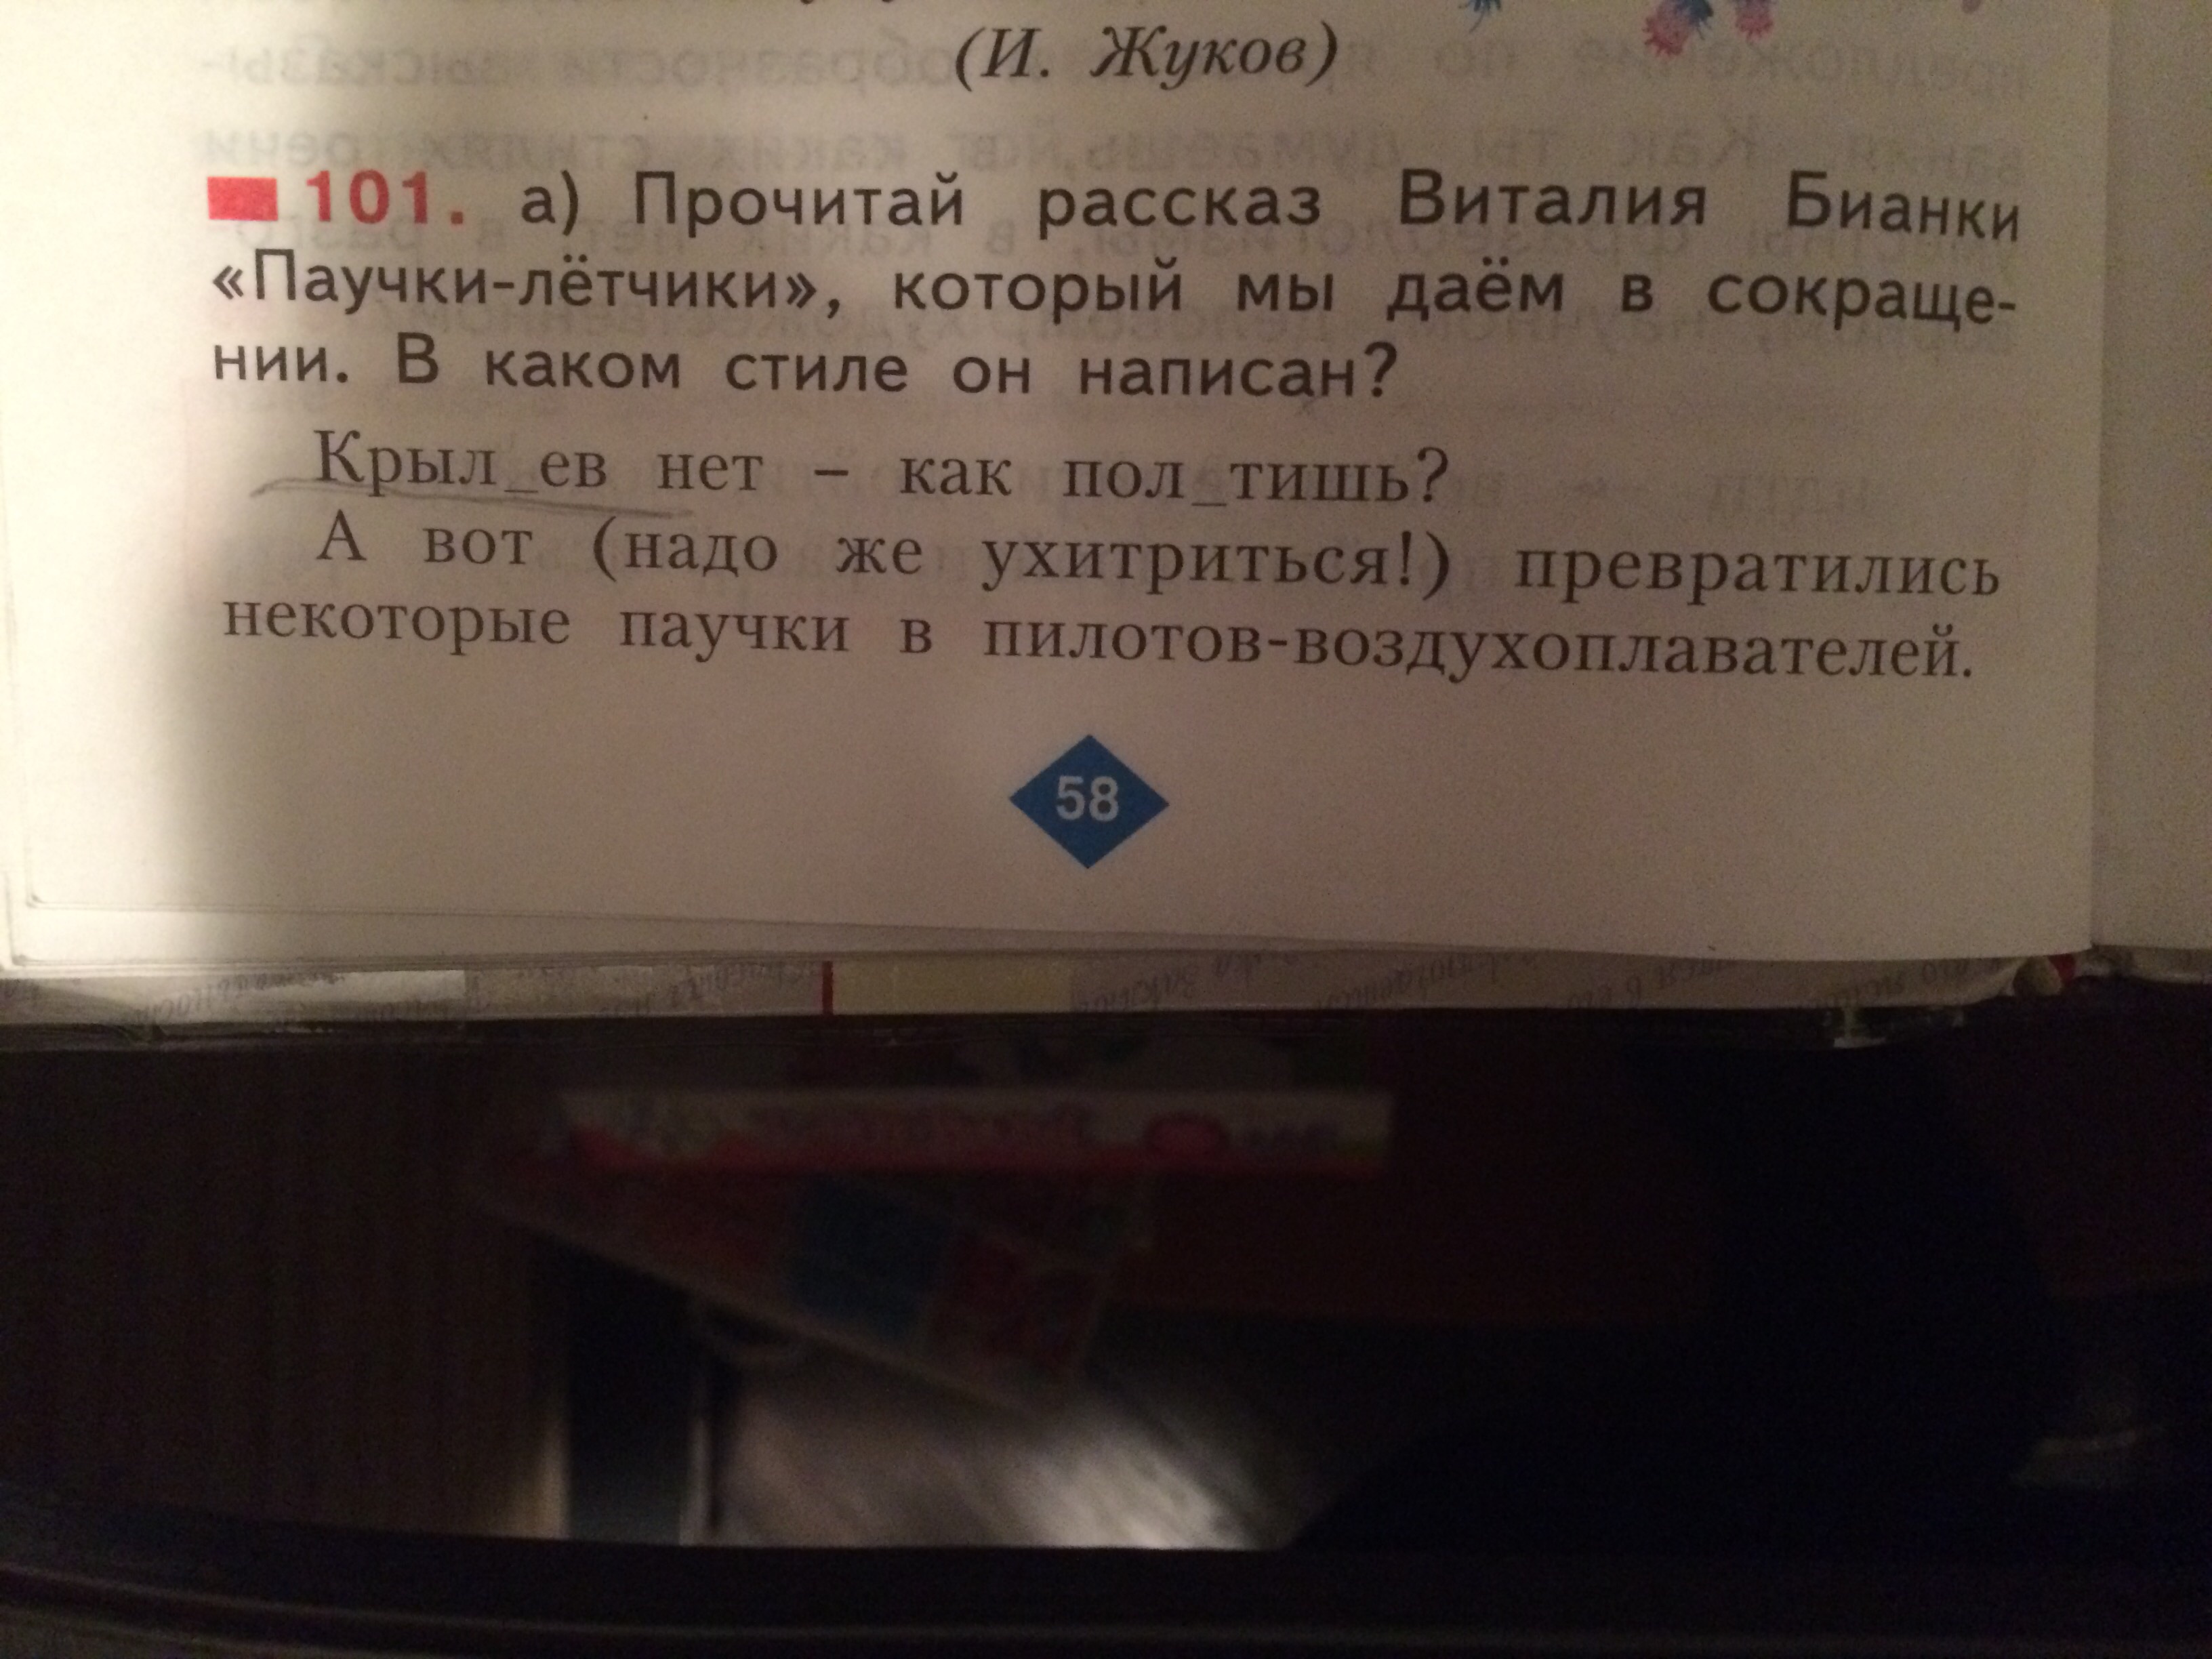 (И. Жуков)
101. а) Прочитай рассказ Виталия Бианки
«Паучки-лётчики», который мы даём в сокраще-
нии. В каком стиле он написан?
Крыл_ев нет – как пол_тишь?
А вот (надо же ухитриться!) превратились
некоторые паучки в пилотов-воздухоплавателей.
58